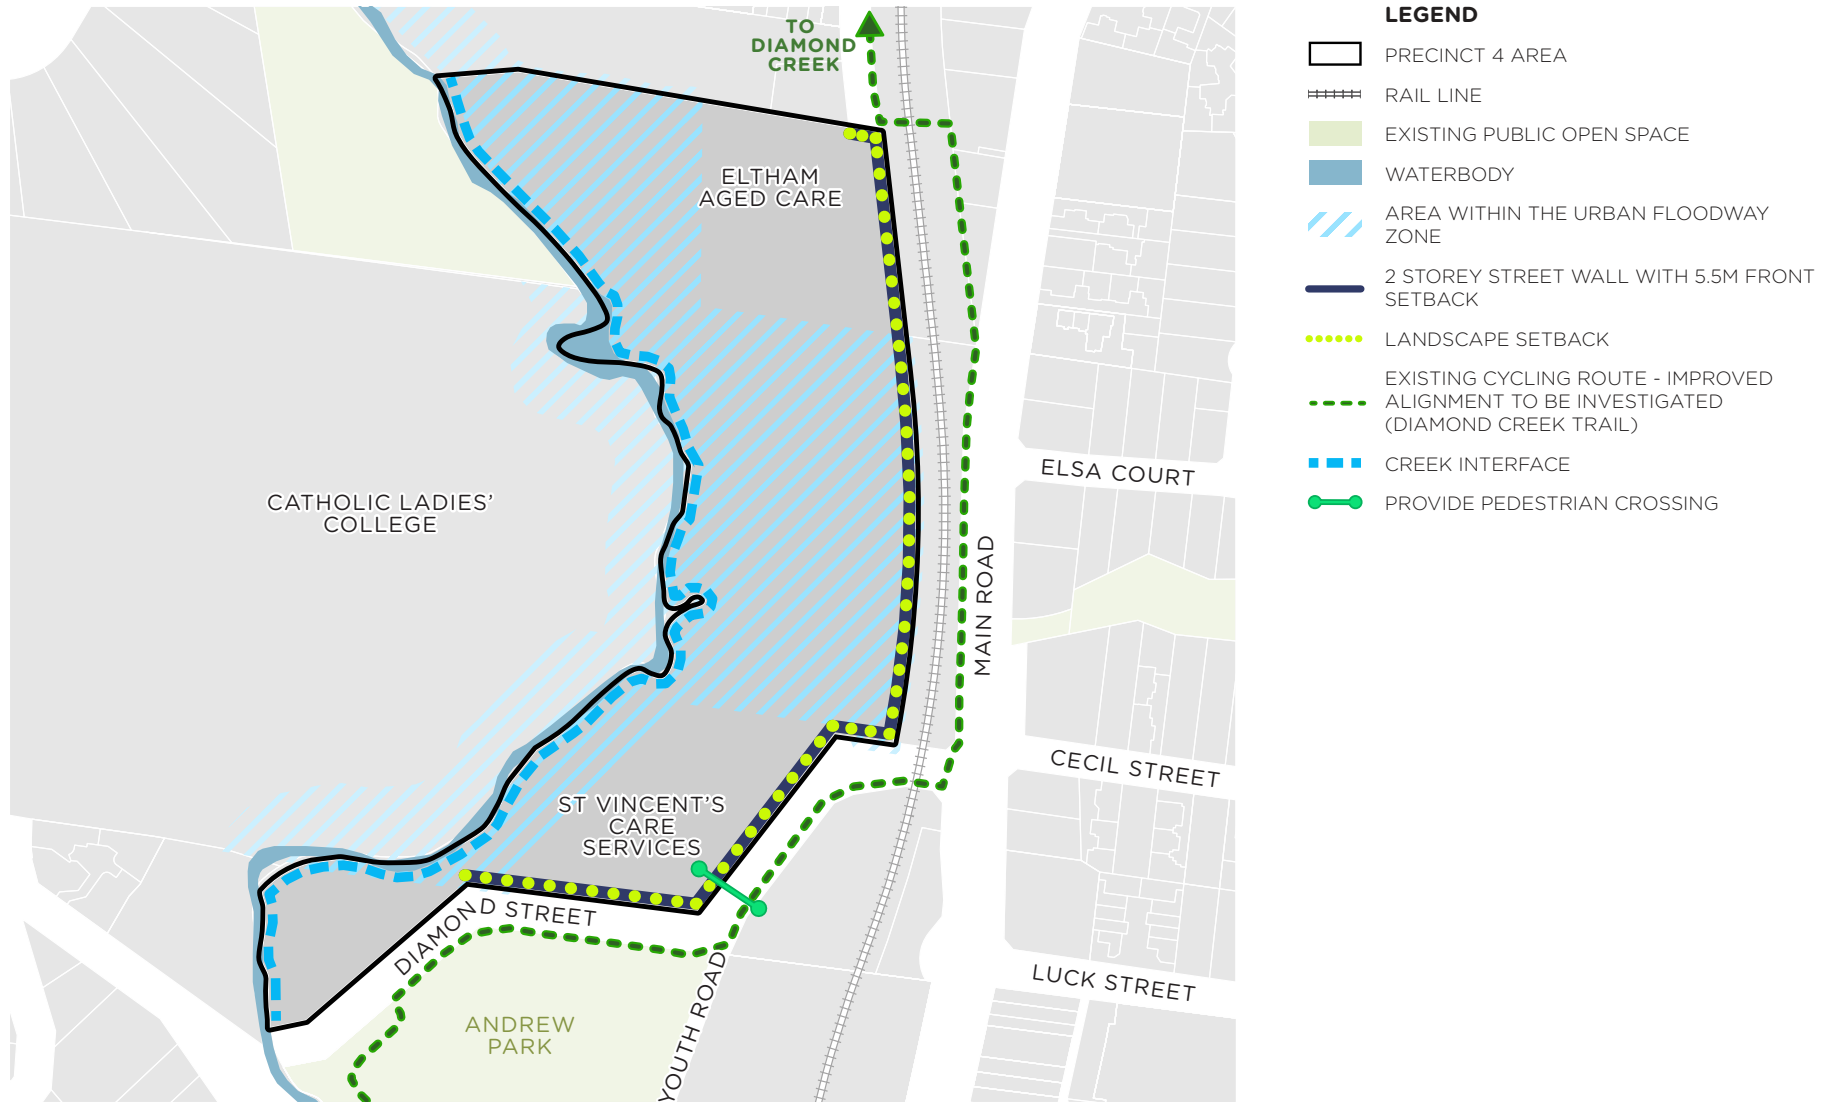 TO
DIAMOND
CREEK
ELTHAM
AGED CARE
CATHOLIC LADIES'
COLLEGE
ELSA COURT
MAIN ROAD
CECIL STREET
ST VINCENT'S
CARE
SERVICES
DIAMOND STREET
LUCK STREET
YOUTH ROAD
ANDREW
PARK
LEGEND
PRECINCT 4 AREA
RAIL LINE
EXISTING PUBLIC OPEN SPACE
WATERBODY
AREA WITHIN THE URBAN FLOODWAY
ZONE
2 STOREY STREET WALL WITH 5.5M FRONT
SETBACK
LANDSCAPE SETBACK
EXISTING CYCLING ROUTE - IMPROVED
ALIGNMENT TO BE INVESTIGATED
(DIAMOND CREEK TRAIL)
CREEK INTERFACE
PROVIDE PEDESTRIAN CROSSING